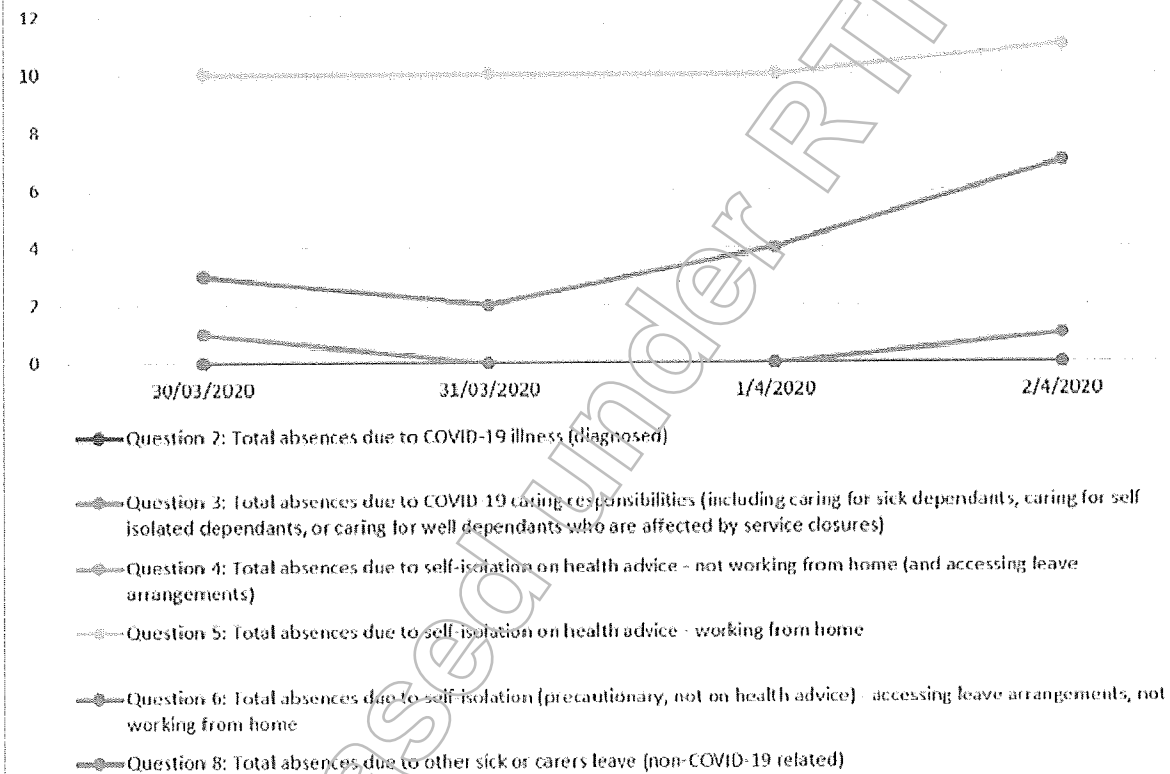 12
10
8
6
4
2
0
30/03/2020 31/03/2020 1/4/2020 2/4/2020
Question 2: Total absences due to COVID-19 illness (diagnosed)
Question 3: Total absences due to COVID-19 caring responsibilities (including caring for sick dependants, caring for self
isolated dependants, or caring for well dependants who are affected by service closures)
Question 4: Total absences due to self-isolation on health advice - not working from home (and accessing leave
arrangements)
Question 5: Total absences due to self-isolation on health advice - working from home
Question 6: Total absences due to self-isolation (precautionary, not on health advice) - accessing leave arrangements, not
working from home
Question 8: Total absences due to other sick or carers leave (non-COVID-19 related)
ased under RTI